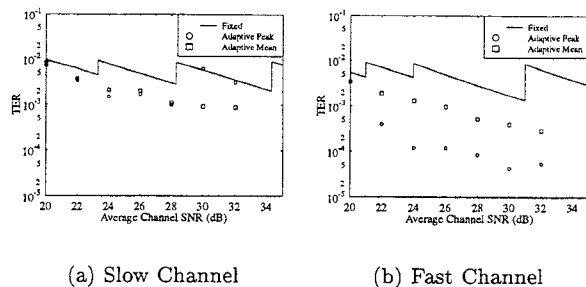 10⁻¹
5
2
10⁻²
5
2
10⁻³
5
2
10⁻⁴
5
2
10⁻⁵
TER
Fixed
Adaptive Peak
Adaptive Mean
20 22 24 26 28 30 32 34
Average Channel SNR (dB)
(a) Slow Channel
10⁻¹
5
2
10⁻²
5
2
10⁻³
5
2
10⁻⁴
5
2
10⁻⁵
TER
Fixed
Adaptive Peak
Adaptive Mean
20 22 24 26 28 30 32 34
Average Channel SNR (dB)
(b) Fast Channel